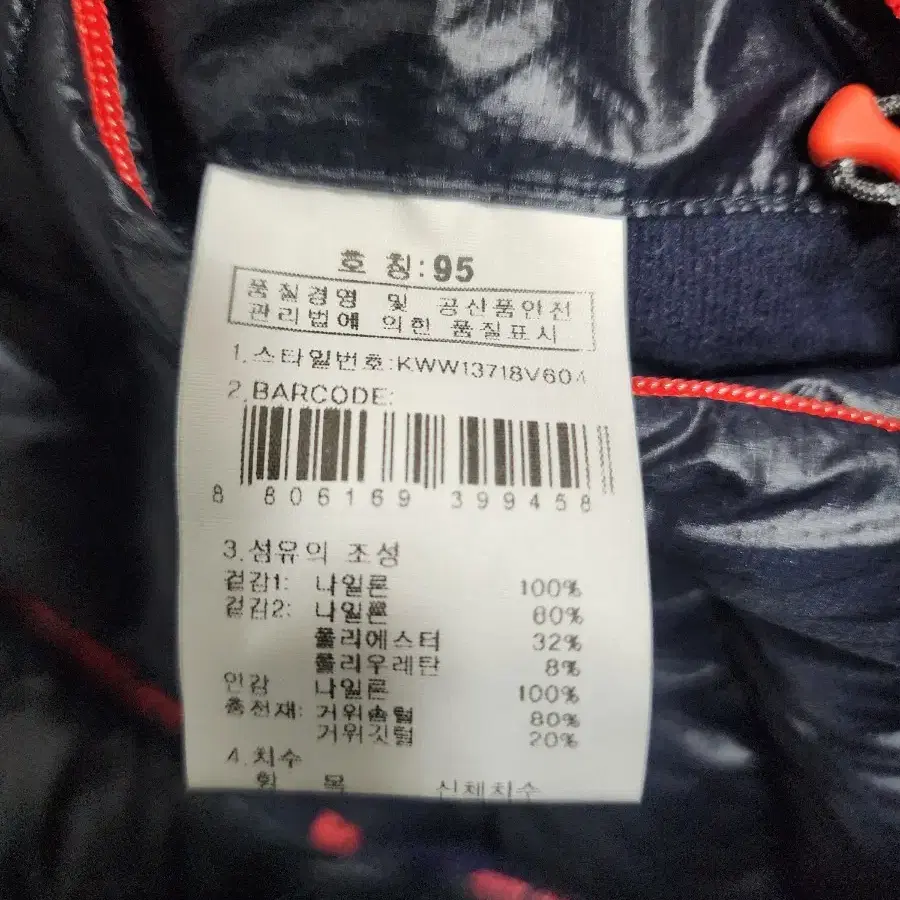 호 칭: 95
품질경영 및 공산품안전
관리법에 의한 품질표시
1.스타일번호:KWW13718V604
2.BARCODE:
8 806169 399458
3.섬유의 조성
겉감1: 나일론 100%
겉감2: 나일론 60%
폴리에스터 32%
폴리우레탄 8%
안감 나일론 100%
충전재: 거위솜털 80%
거위깃털 20%
4.치수
항 목 신체치수